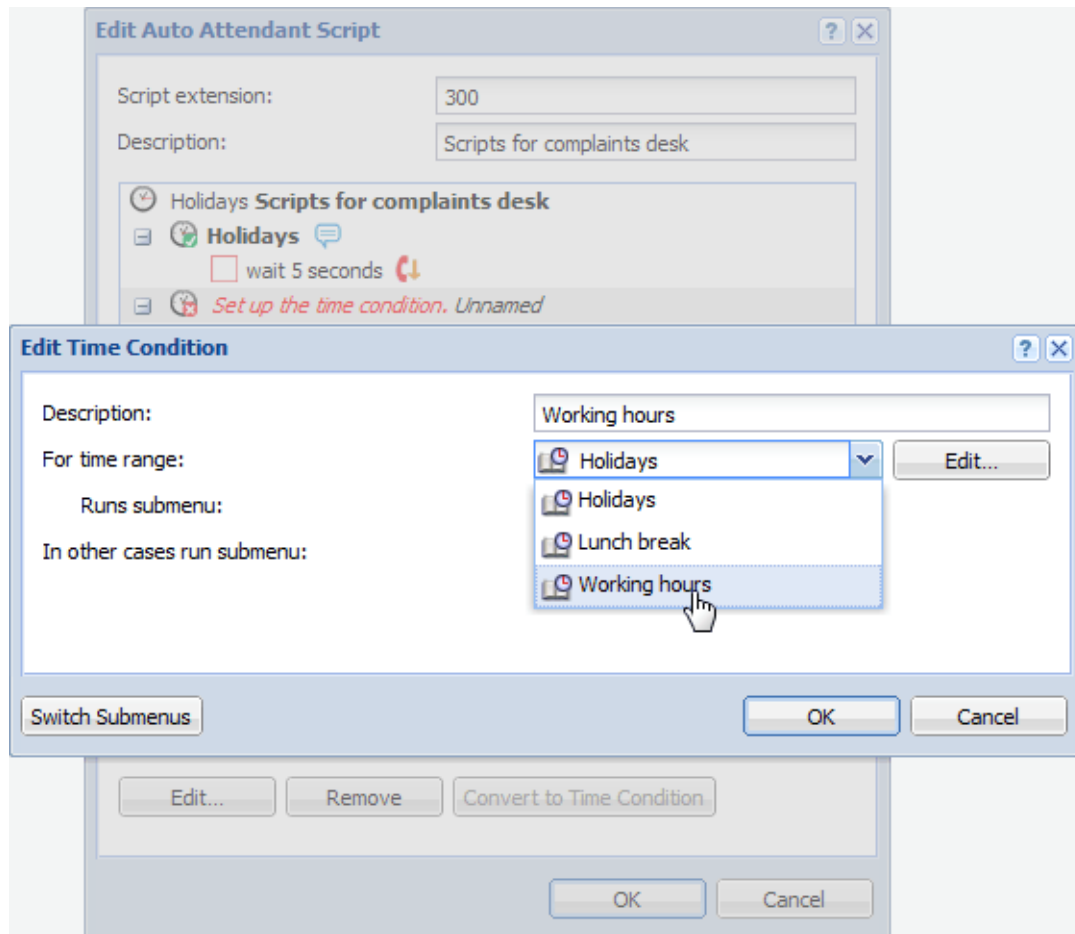 Edit Auto Attendant Script
Script extension: 300
Description: Scripts for complaints desk
Holidays Scripts for complaints desk
Holidays
wait 5 seconds
Set up the time condition. Unnamed
Edit Time Condition
Description: Working hours
For time range: Holidays Edit...
Holidays
Runs submenu:
Lunch break
In other cases run submenu:
Working hours
Switch Submenus OK Cancel
Edit... Remove Convert to Time Condition
OK Cancel